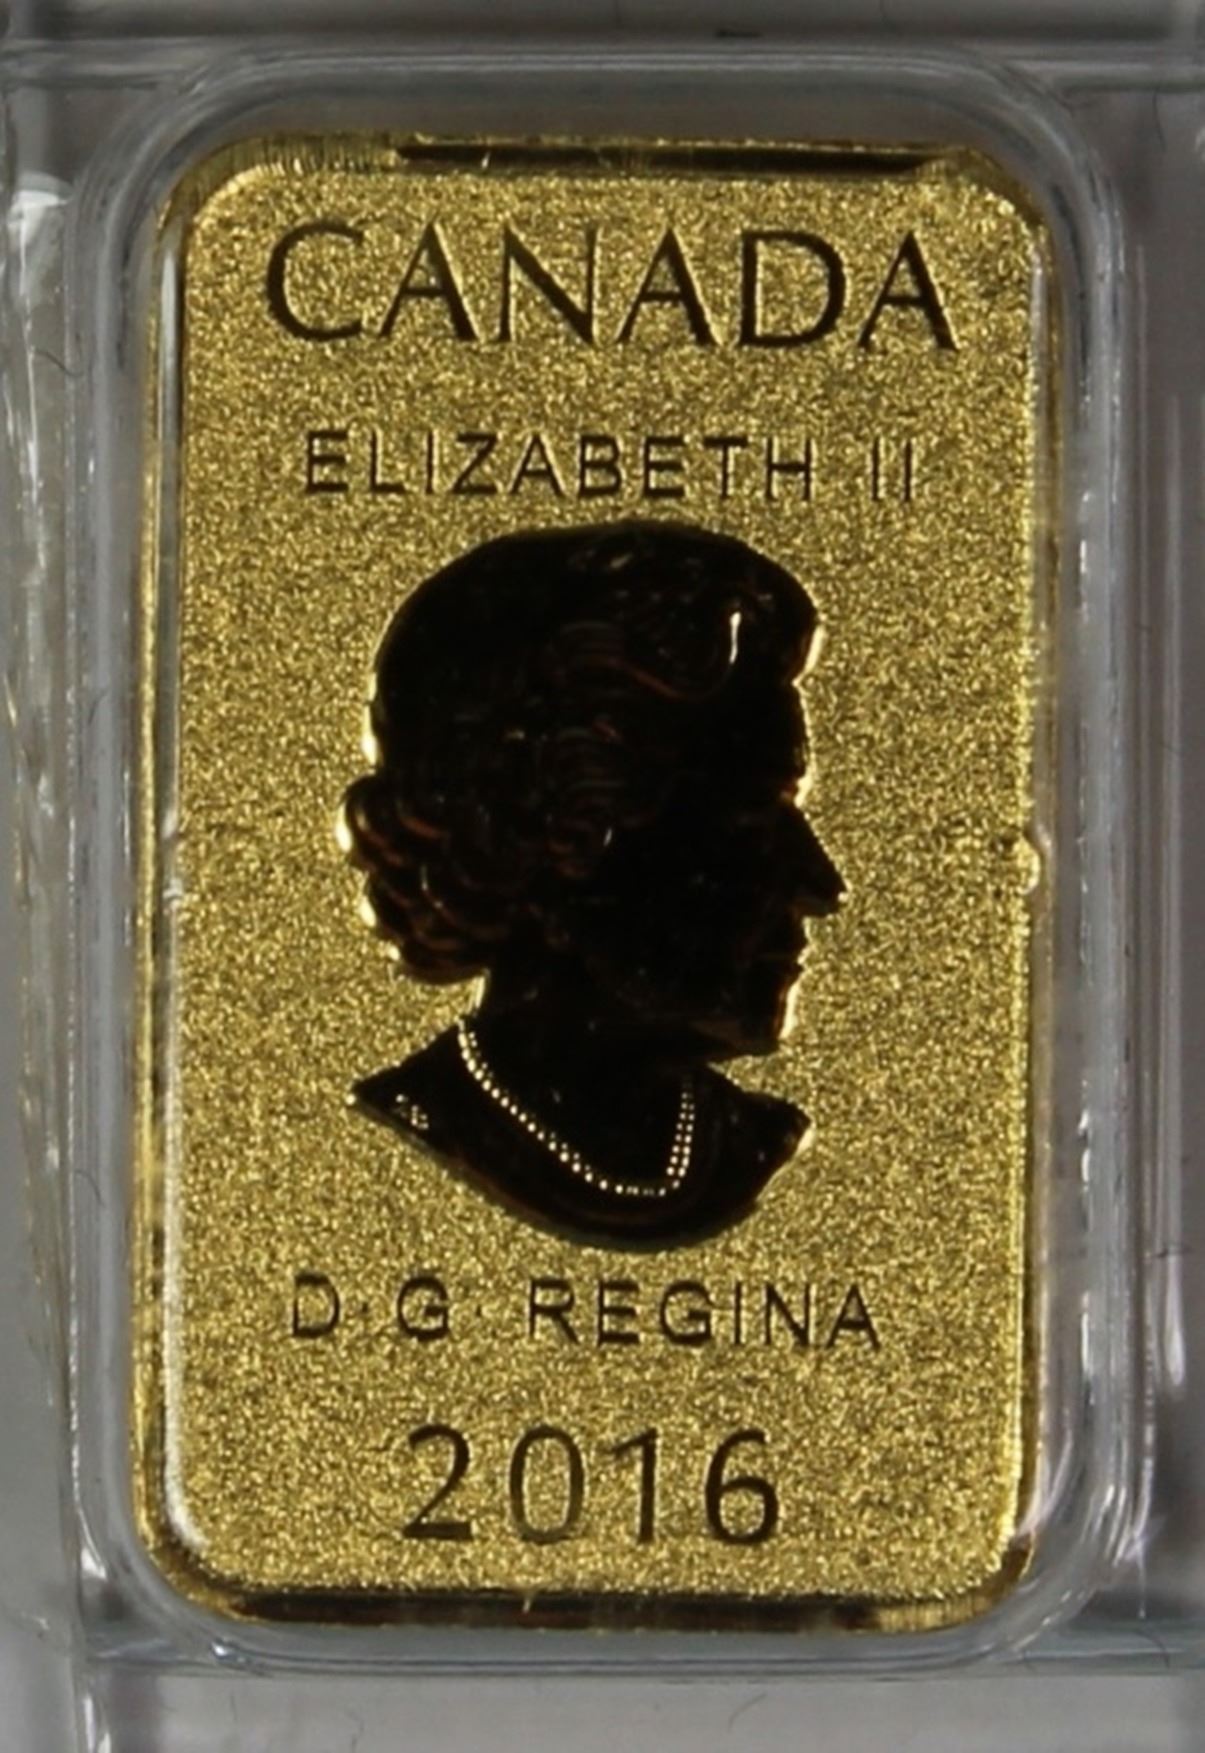 CANADA
ELIZABETH II
D·G· REGINA
2016